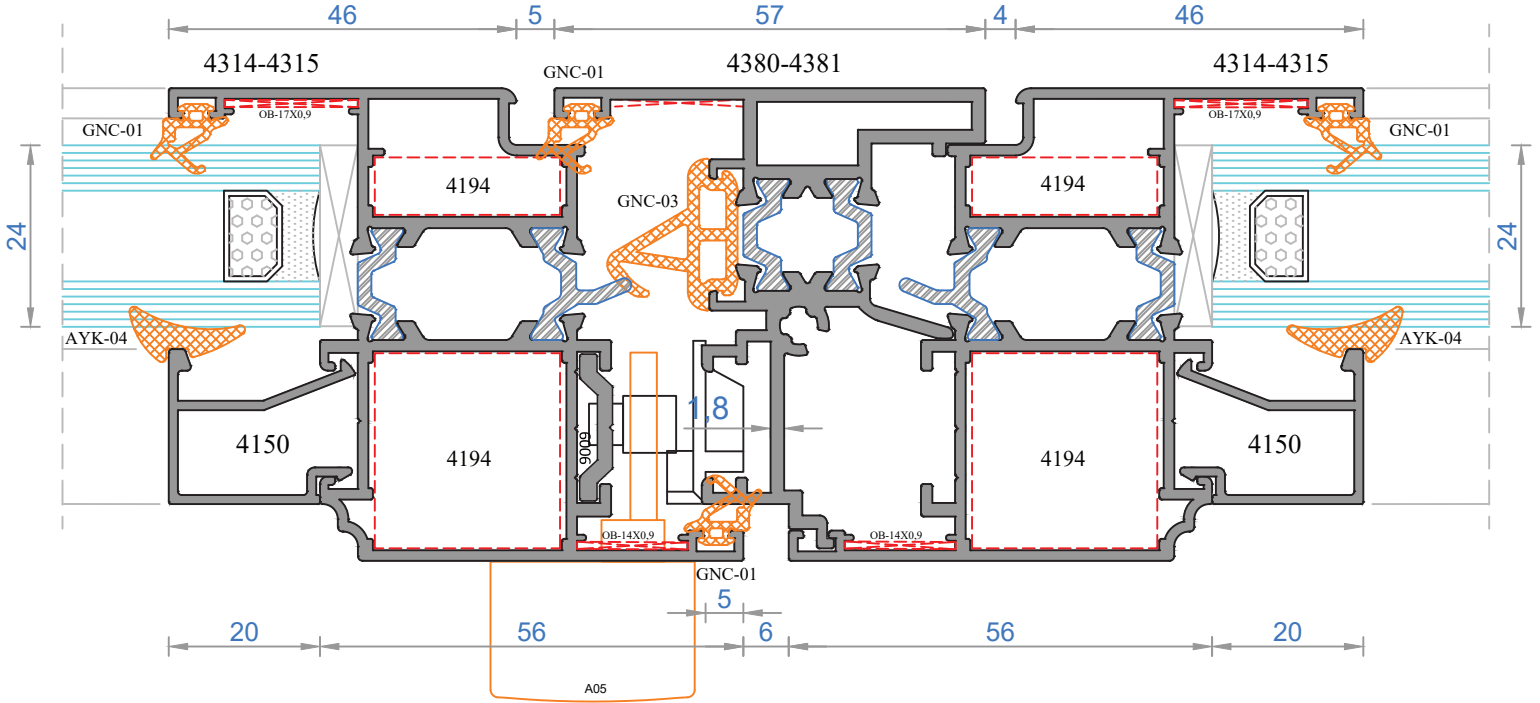 46 5 57 4 46
4314-4315 4380-4381 4314-4315
GNC-01
OB-17X0,9 OB-17X0,9
GNC-01 GNC-01
4194 4194
GNC-03
24 24
AYK-04 AYK-04
1,8
4150 4194 6009 4194 4150
OB-14X0,9 OB-14X0,9
GNC-01
5
20 56 6 56 20
A05